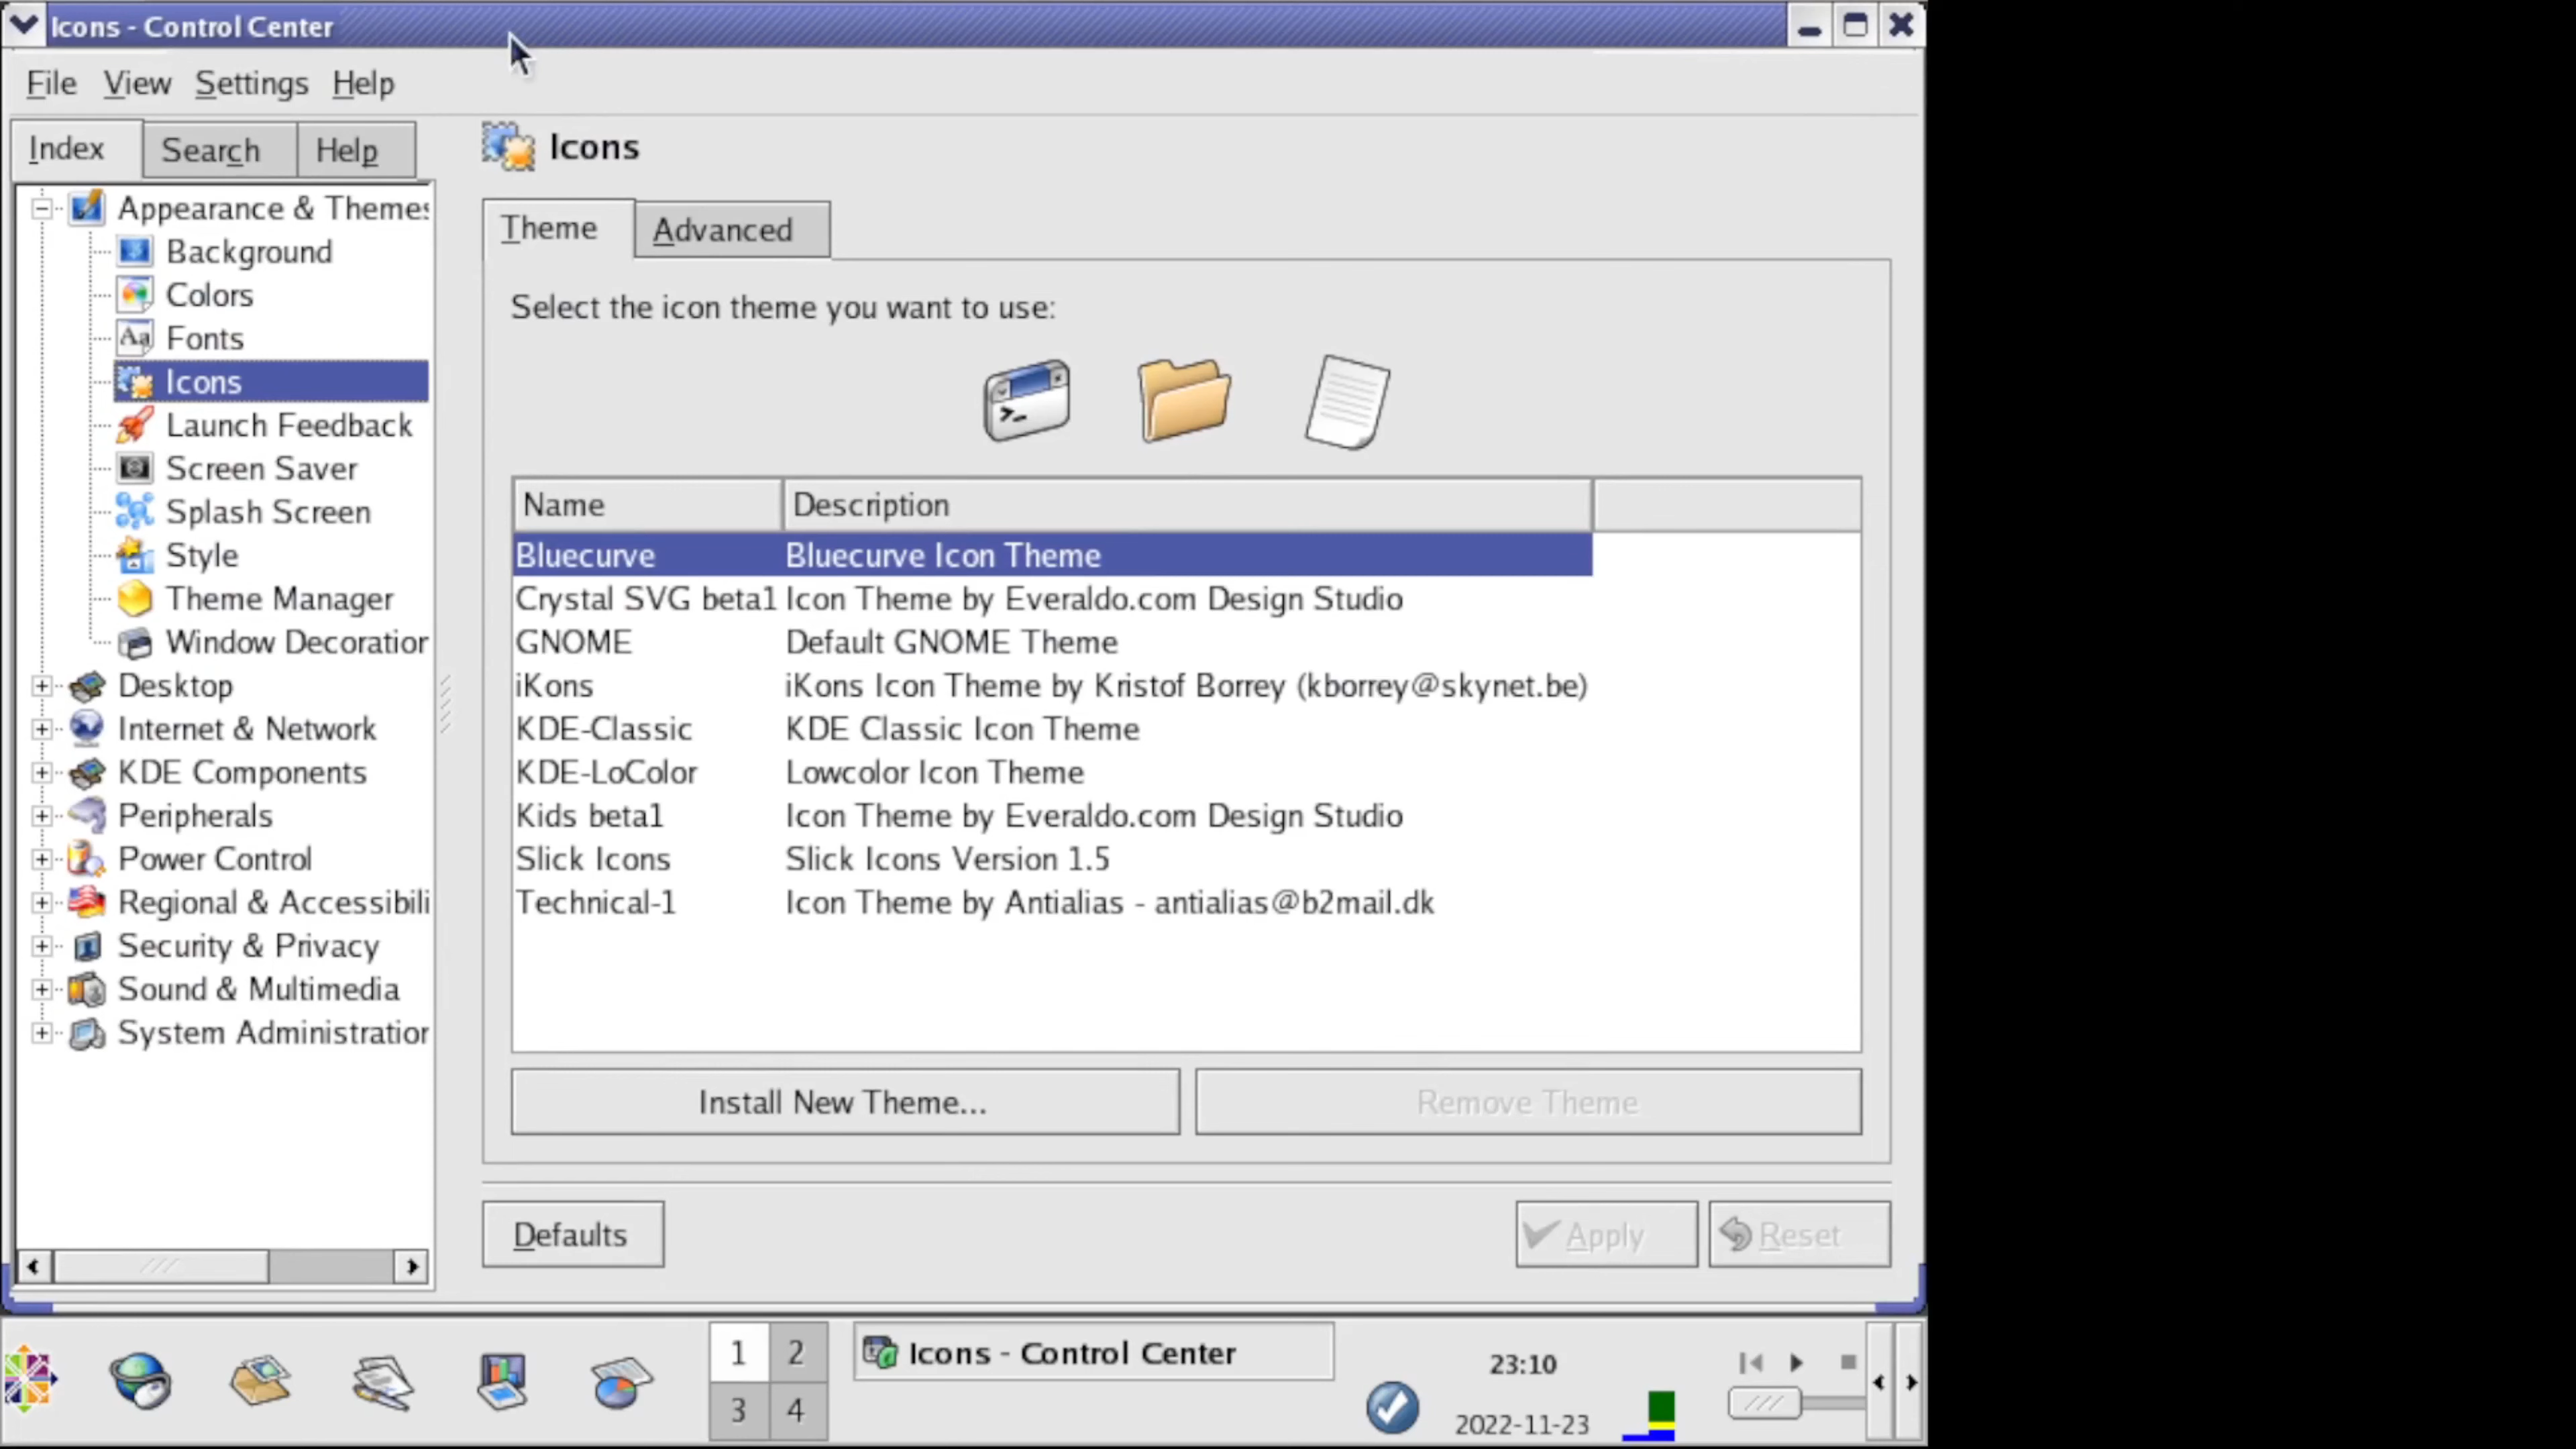 Icons - Control Center
File View Settings Help
Index Search Help
Appearance & Themes
Background
Colors
Fonts
Icons
Launch Feedback
Screen Saver
Splash Screen
Style
Theme Manager
Window Decoration
Desktop
Internet & Network
KDE Components
Peripherals
Power Control
Regional & Accessibili
Security & Privacy
Sound & Multimedia
System Administration
Icons
Theme Advanced
Select the icon theme you want to use:
Name Description
Bluecurve Bluecurve Icon Theme
Crystal SVG beta1 Icon Theme by Everaldo.com Design Studio
GNOME Default GNOME Theme
iKons iKons Icon Theme by Kristof Borrey (kborrey@skynet.be)
KDE-Classic KDE Classic Icon Theme
KDE-LoColor Lowcolor Icon Theme
Kids beta1 Icon Theme by Everaldo.com Design Studio
Slick Icons Slick Icons Version 1.5
Technical-1 Icon Theme by Antialias - antialias@b2mail.dk
Install New Theme... Remove Theme
Defaults Apply Reset
1 2
3 4
Icons - Control Center
23:10
2022-11-23